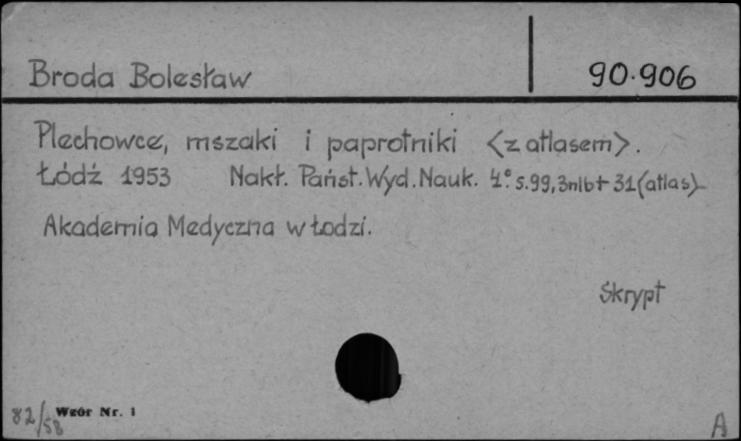 Broda Bolesław 90.906
Plechowce, mszaki i paprotniki <z atlasem>.
Łódź 1953 Nakł. Państ. Wyd. Nauk. 4° s.99, 3nlb + 31 (atlas)
Akademia Medyczna w Łodzi.
Skrypt
82/58 Wzór Nr. 1
A